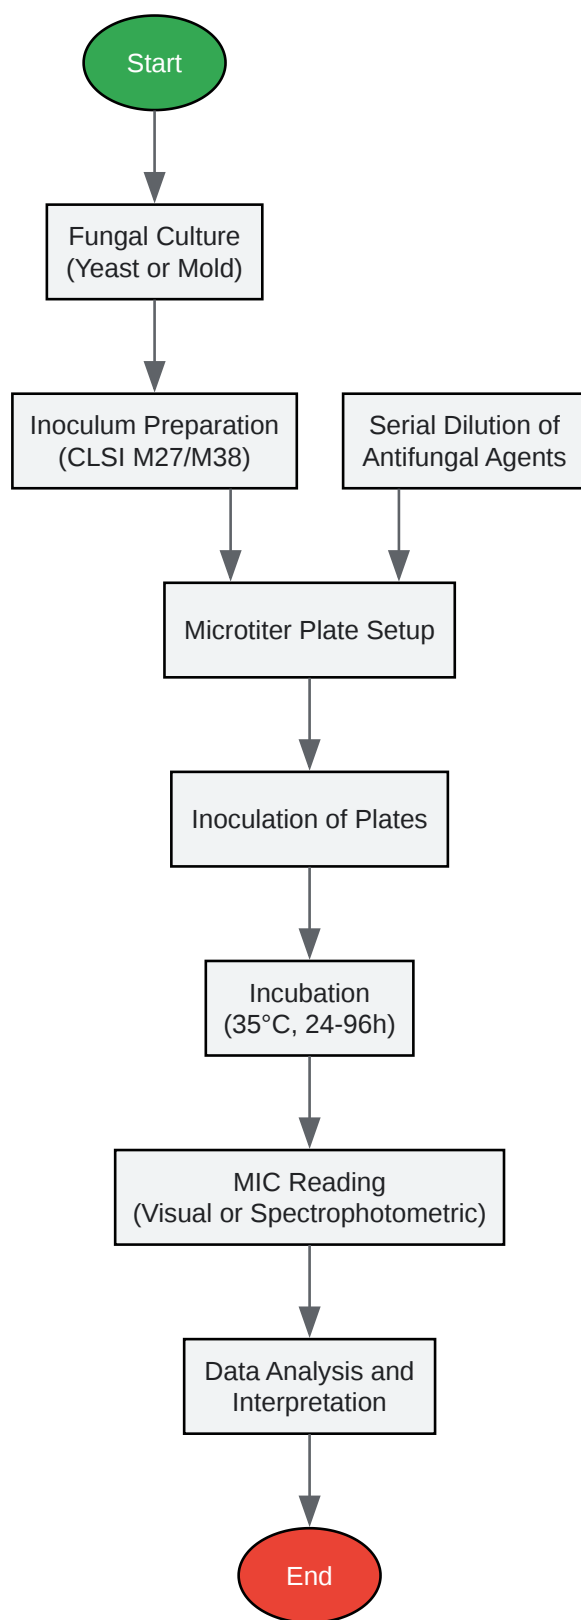 Start
Fungal Culture
(Yeast or Mold)
Inoculum Preparation
(CLSI M27/M38)
Serial Dilution of
Antifungal Agents
Microtiter Plate Setup
Inoculation of Plates
Incubation
(35°C, 24-96h)
MIC Reading
(Visual or Spectrophotometric)
Data Analysis and
Interpretation
End